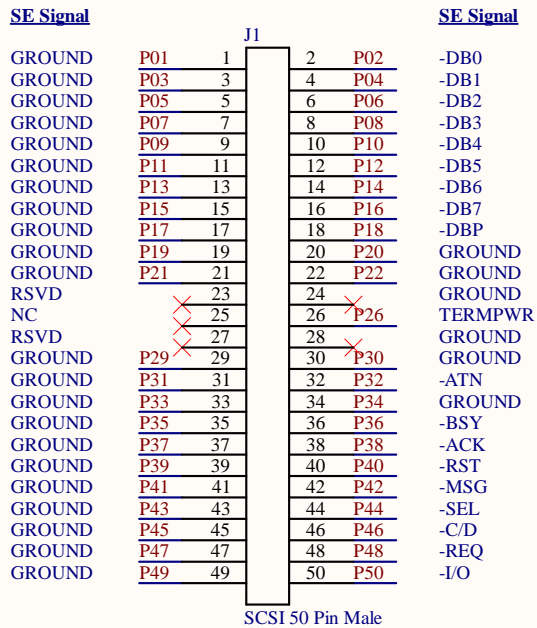 SE Signal SE Signal
J1
GROUND P01 1 2 P02 -DB0
GROUND P03 3 4 P04 -DB1
GROUND P05 5 6 P06 -DB2
GROUND P07 7 8 P08 -DB3
GROUND P09 9 10 P10 -DB4
GROUND P11 11 12 P12 -DB5
GROUND P13 13 14 P14 -DB6
GROUND P15 15 16 P16 -DB7
GROUND P17 17 18 P18 -DBP
GROUND P19 19 20 P20 GROUND
GROUND P21 21 22 P22 GROUND
RSVD 23 24 GROUND
NC 25 26 P26 TERMPWR
RSVD 27 28 GROUND
GROUND P29 29 30 P30 GROUND
GROUND P31 31 32 P32 -ATN
GROUND P33 33 34 P34 GROUND
GROUND P35 35 36 P36 -BSY
GROUND P37 37 38 P38 -ACK
GROUND P39 39 40 P40 -RST
GROUND P41 41 42 P42 -MSG
GROUND P43 43 44 P44 -SEL
GROUND P45 45 46 P46 -C/D
GROUND P47 47 48 P48 -REQ
GROUND P49 49 50 P50 -I/O
SCSI 50 Pin Male